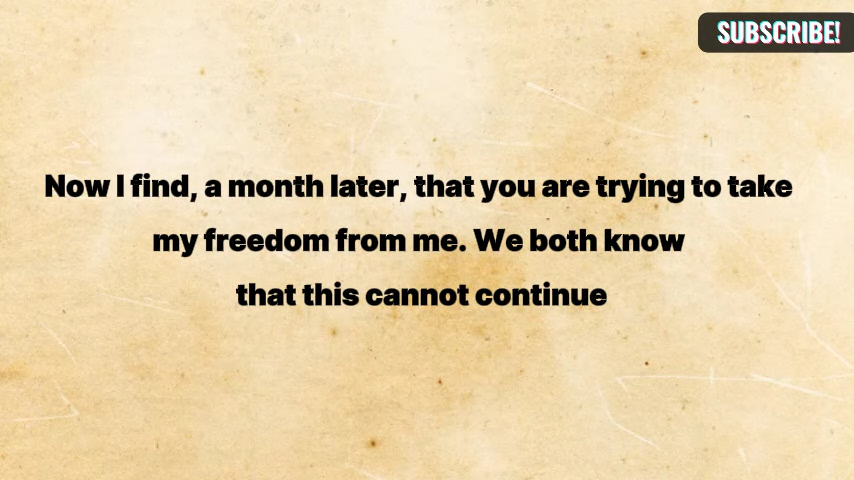 SUBSCRIBE!
Now I find, a month later, that you are trying to take
my freedom from me. We both know
that this cannot continue